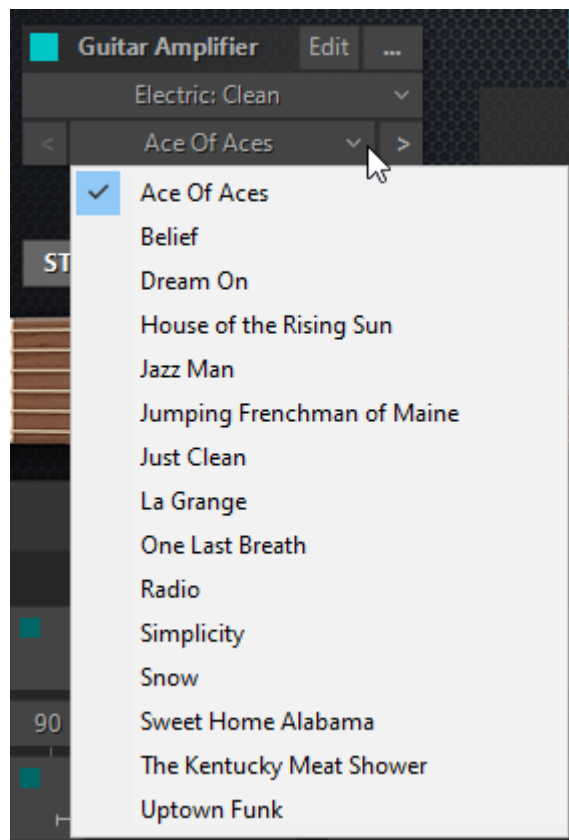 Guitar Amplifier Edit ...
Electric: Clean
< Ace Of Aces >
Ace Of Aces
Belief
ST
Dream On
House of the Rising Sun
Jazz Man
Jumping Frenchman of Maine
Just Clean
La Grange
One Last Breath
Radio
Simplicity
Snow
90
Sweet Home Alabama
The Kentucky Meat Shower
Uptown Funk